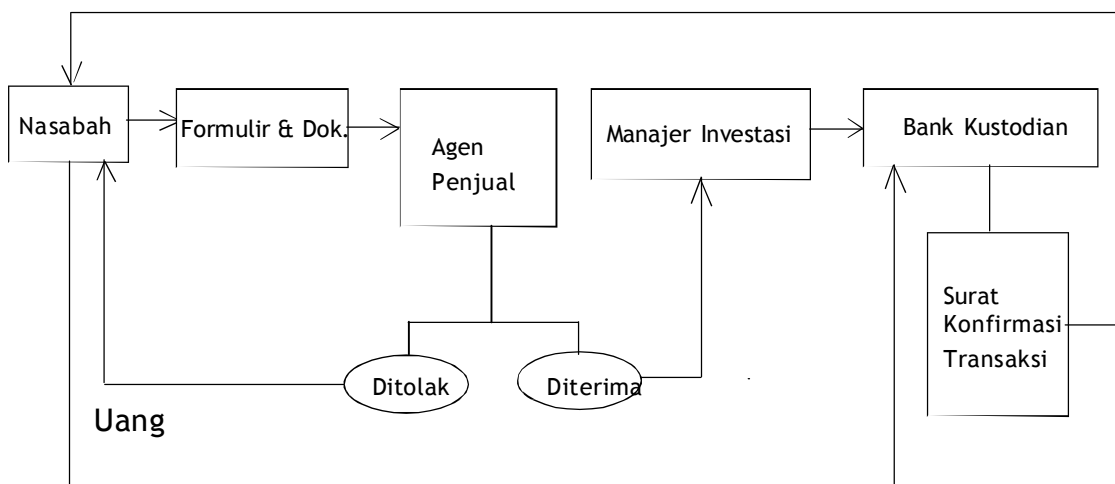 Nasabah
Formulir & Dok.
Agen
Penjual
Manajer Investasi
Bank Kustodian
Surat
Konfirmasi
Transaksi
Ditolak
Diterima
Uang